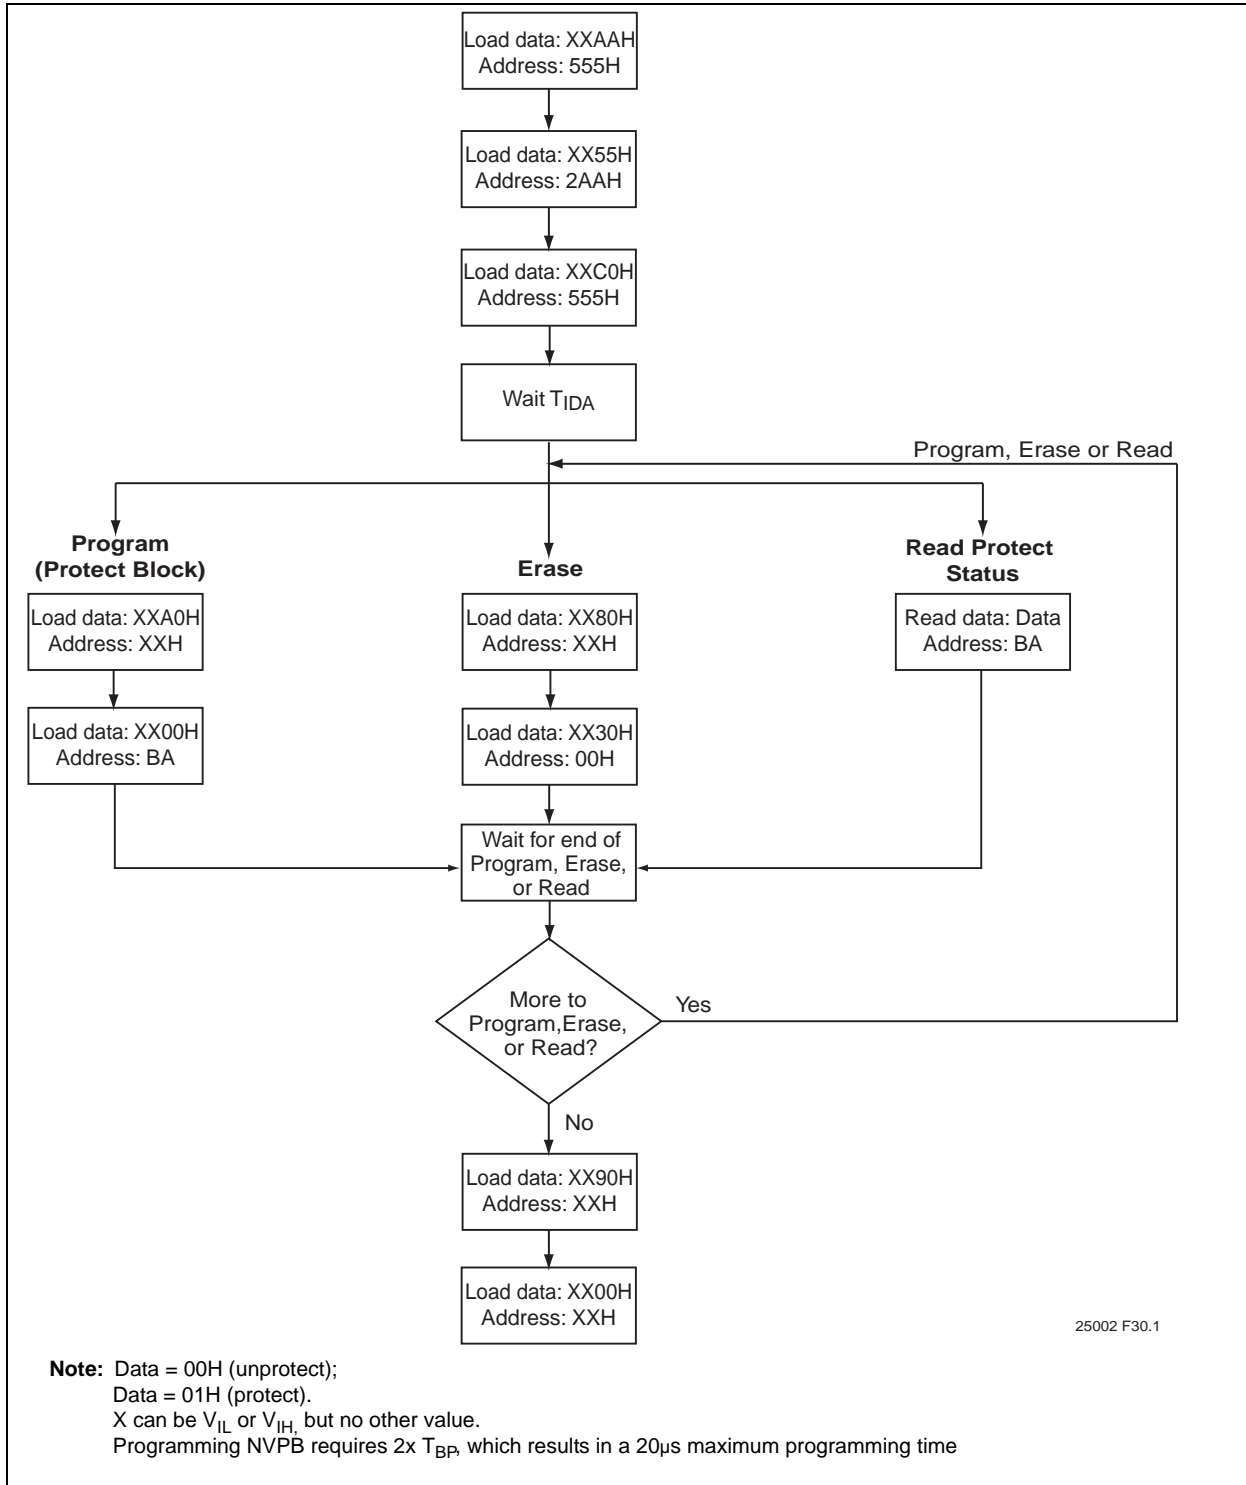 Load data: XXAAH
Address: 555H
Load data: XX55H
Address: 2AAH
Load data: XXC0H
Address: 555H
Wait TIDA
Program, Erase or Read
Program
(Protect Block)
Load data: XXA0H
Address: XXH
Load data: XX00H
Address: BA
Erase
Load data: XX80H
Address: XXH
Load data: XX30H
Address: 00H
Read Protect
Status
Read data: Data
Address: BA
Wait for end of
Program, Erase,
or Read
More to
Program,Erase,
or Read?
Yes
No
Load data: XX90H
Address: XXH
Load data: XX00H
Address: XXH
25002 F30.1
Note: Data = 00H (unprotect);
Data = 01H (protect).
X can be VIL or VIH, but no other value.
Programming NVPB requires 2x TBP, which results in a 20µs maximum programming time